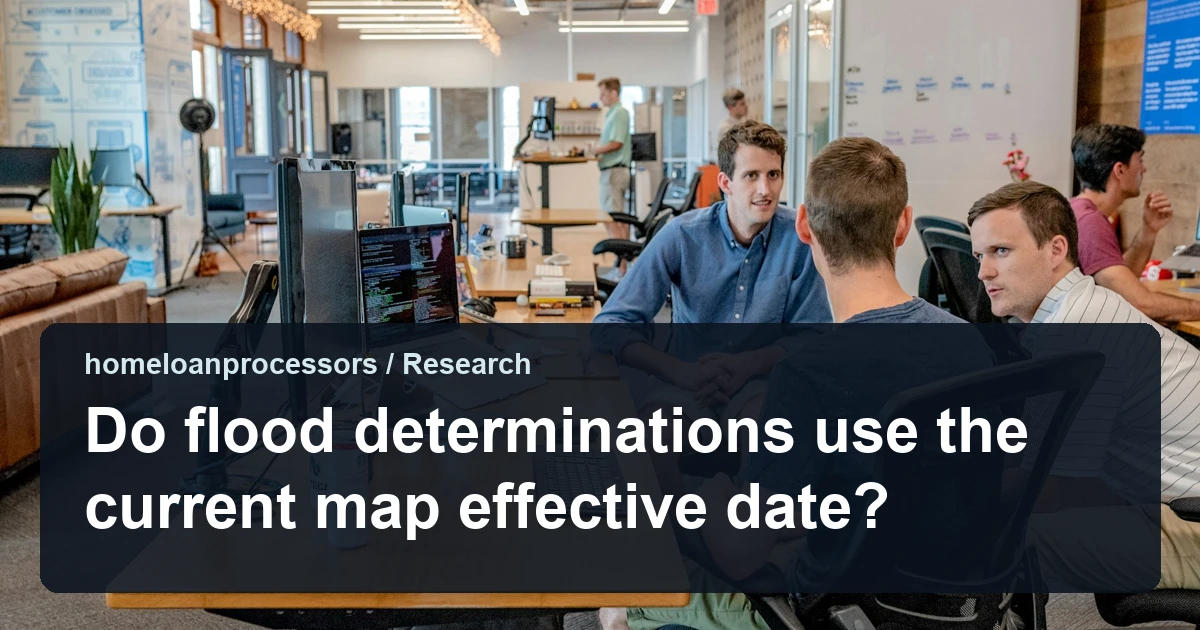 homeloanprocessors / Research
Do flood determinations use the
current map effective date?